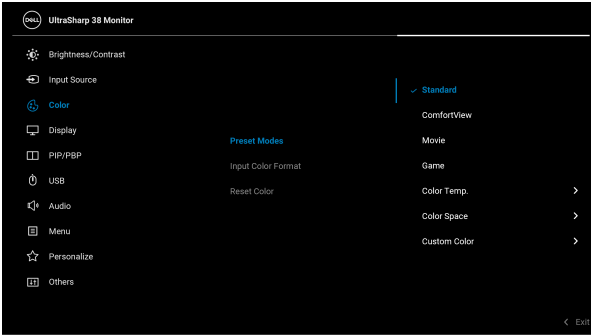 DELL UltraSharp 38 Monitor
Brightness/Contrast
Input Source
Color
Display
PIP/PBP
USB
Audio
Menu
Personalize
Others
Preset Modes
Input Color Format
Reset Color
Standard
ComfortView
Movie
Game
Color Temp.
Color Space
Custom Color
Exit